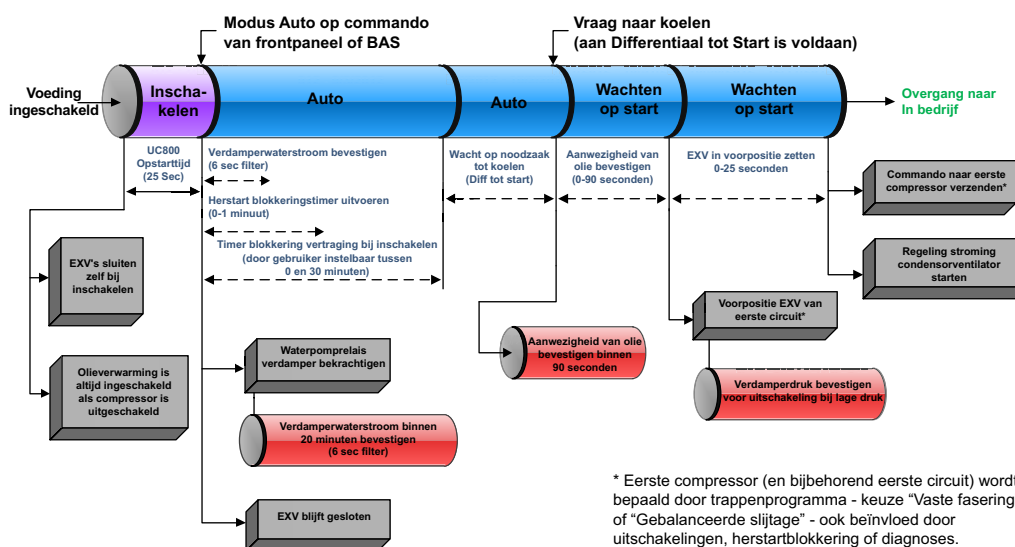 Modus Auto op commando
van frontpaneel of BAS
Vraag naar koelen
(aan Differentiaal tot Start is voldaan)
Voeding
ingeschakeld
Inscha-
kelen
Auto
Auto
Wachten
op start
Wachten
op start
Overgang naar
In bedrijf
UC800
Opstarttijd
(25 Sec)
Verdamperwaterstroom bevestigen
(6 sec filter)
Herstart blokkeringstimer uitvoeren
(0-1 minuut)
Timer blokkering vertraging bij inschakelen
(door gebruiker instelbaar tussen
0 en 30 minuten)
Wacht op noodzaak
tot koelen
(Diff tot start)
Aanwezigheid van
olie bevestigen
(0-90 seconden)
EXV in voorpositie zetten
0-25 seconden
Commando naar eerste
compressor verzenden*
Regeling stroming
condensorventilator
starten
EXV's sluiten
zelf bij
inschakelen
Olieverwarming is
altijd ingeschakeld
als compressor is
uitgeschakeld
Waterpomprelais
verdamper bekrachtigen
Verdamperwaterstroom binnen
20 minuten bevestigen
(6 sec filter)
EXV blijft gesloten
Aanwezigheid van olie
bevestigen binnen
90 seconden
Voorpositie EXV van
eerste circuit*
Verdamperdruk bevestigen
voor uitschakeling bij lage druk
* Eerste compressor (en bijbehorend eerste circuit) wordt
bepaald door trappenprogramma - keuze “Vaste fasering
of “Gebalanceerde slijtage” - ook beïnvloed door
uitschakelingen, herstartblokkering of diagnoses.